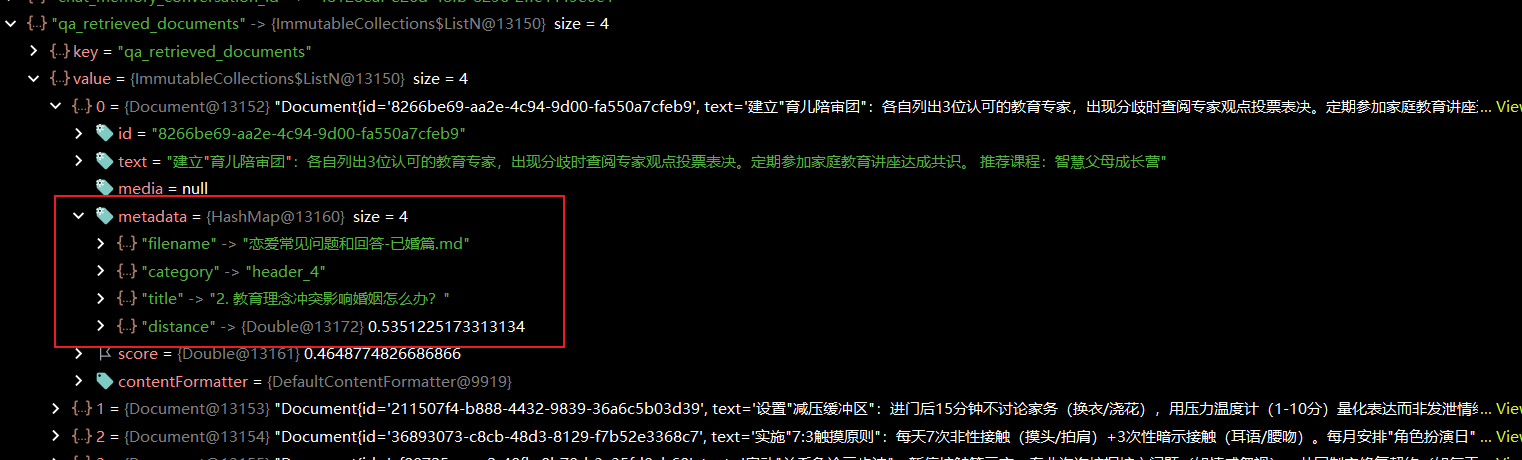 "qa_retrieved_documents" -> {ImmutableCollections$ListN@13150} size = 4
key = "qa_retrieved_documents"
value = {ImmutableCollections$ListN@13150} size = 4
0 = {Document@13152} "Document{id='8266be69-aa2e-4c94-9d00-fa550a7cfeb9', text='建立"育儿陪审团"：各自列出3位认可的教育专家，出现分歧时查阅专家观点投票表决。定期参加家庭教育讲座... View
id = "8266be69-aa2e-4c94-9d00-fa550a7cfeb9"
text = "建立"育儿陪审团"：各自列出3位认可的教育专家，出现分歧时查阅专家观点投票表决。定期参加家庭教育讲座达成共识。 推荐课程：智慧父母成长营"
media = null
metadata = {HashMap@13160} size = 4
"filename" -> "恋爱常见问题和回答-已婚篇.md"
"category" -> "header_4"
"title" -> "2. 教育理念冲突影响婚姻怎么办？"
"distance" -> {Double@13172} 0.5351225173313134
score = {Double@13161} 0.4648774826686866
contentFormatter = {DefaultContentFormatter@9919}
1 = {Document@13153} "Document{id='211507f4-b888-4432-9839-36a6c5b03d39', text='设置"减压缓冲区"：进门后15分钟不讨论家务（换衣/浇花），用压力温度计（1-10分）量化表达而非发泄情绪... View
2 = {Document@13154} "Document{id='36893073-c8cb-48d3-8129-f7b52e3368c7', text='实施"7:3触摸原则"：每天7次非性接触（摸头/拍肩）+3次性暗示接触（耳语/腰吻）。每月安排"角色扮演日"... View